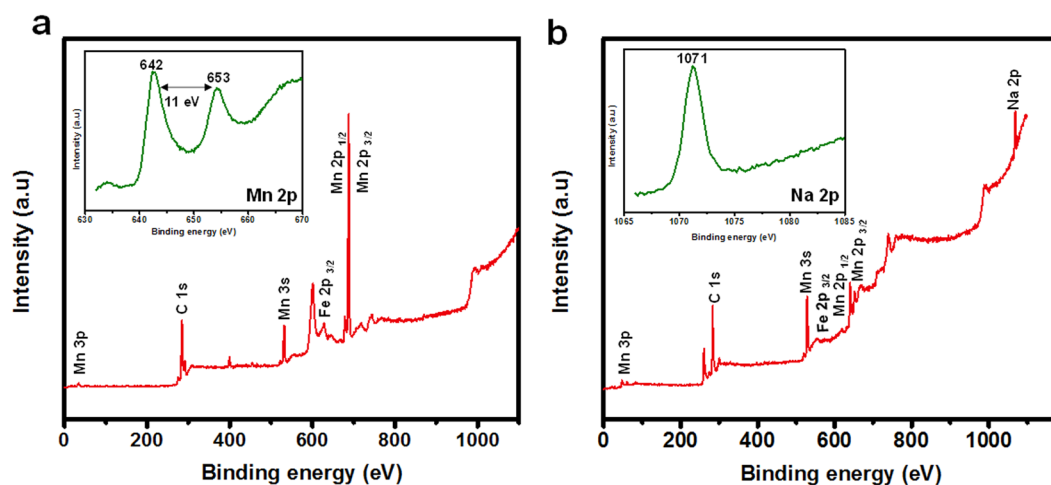 a
Intensity (a.u)
Binding energy (eV)
0 200 400 600 800 1000
Mn 3p
C 1s
Mn 3s
Fe 2p 3/2
Mn 2p 1/2
Mn 2p 3/2
Intensity (a.u)
642
653
11 eV
Mn 2p
630 640 650 660 670
Binding energy (eV)
b
Intensity (a.u)
Binding energy (eV)
0 200 400 600 800 1000
Mn 3p
C 1s
Mn 3s
Fe 2p 3/2
Mn 2p 1/2
Mn 2p 3/2
Na 2p
Intensity (a.u)
1071
Na 2p
1065 1070 1075 1080 1085
Binding energy (eV)